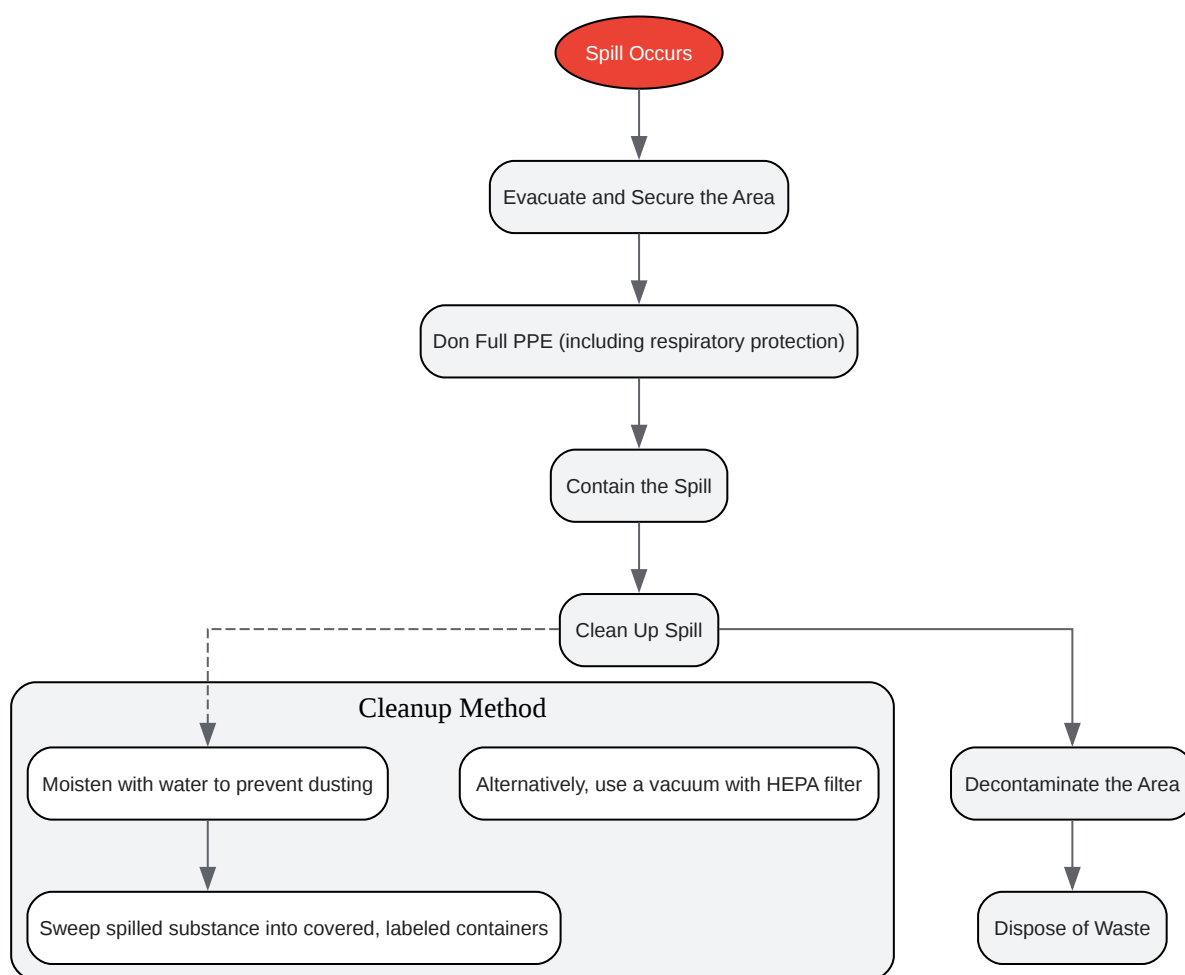 Spill Occurs
Evacuate and Secure the Area
Don Full PPE (including respiratory protection)
Contain the Spill
Clean Up Spill
Cleanup Method
Moisten with water to prevent dusting
Alternatively, use a vacuum with HEPA filter
Decontaminate the Area
Sweep spilled substance into covered, labeled containers
Dispose of Waste